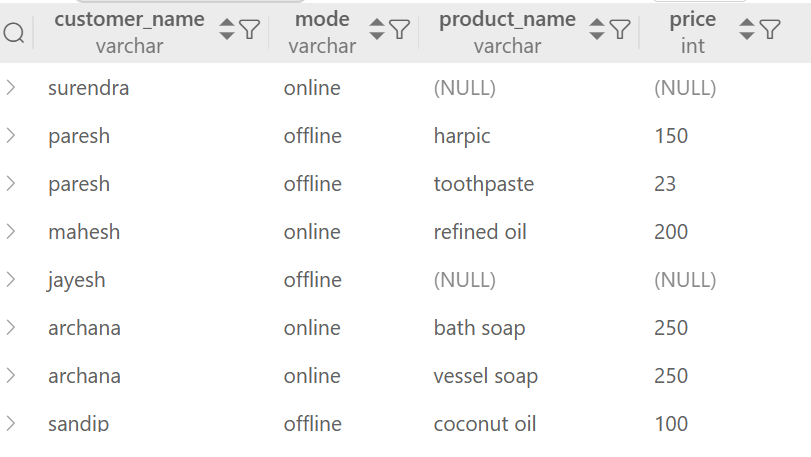 customer_name mode product_name price
varchar varchar varchar int
surendra online (NULL) (NULL)
paresh offline harpic 150
paresh offline toothpaste 23
mahesh online refined oil 200
jayesh offline (NULL) (NULL)
archana online bath soap 250
archana online vessel soap 250
sandip offline coconut oil 100